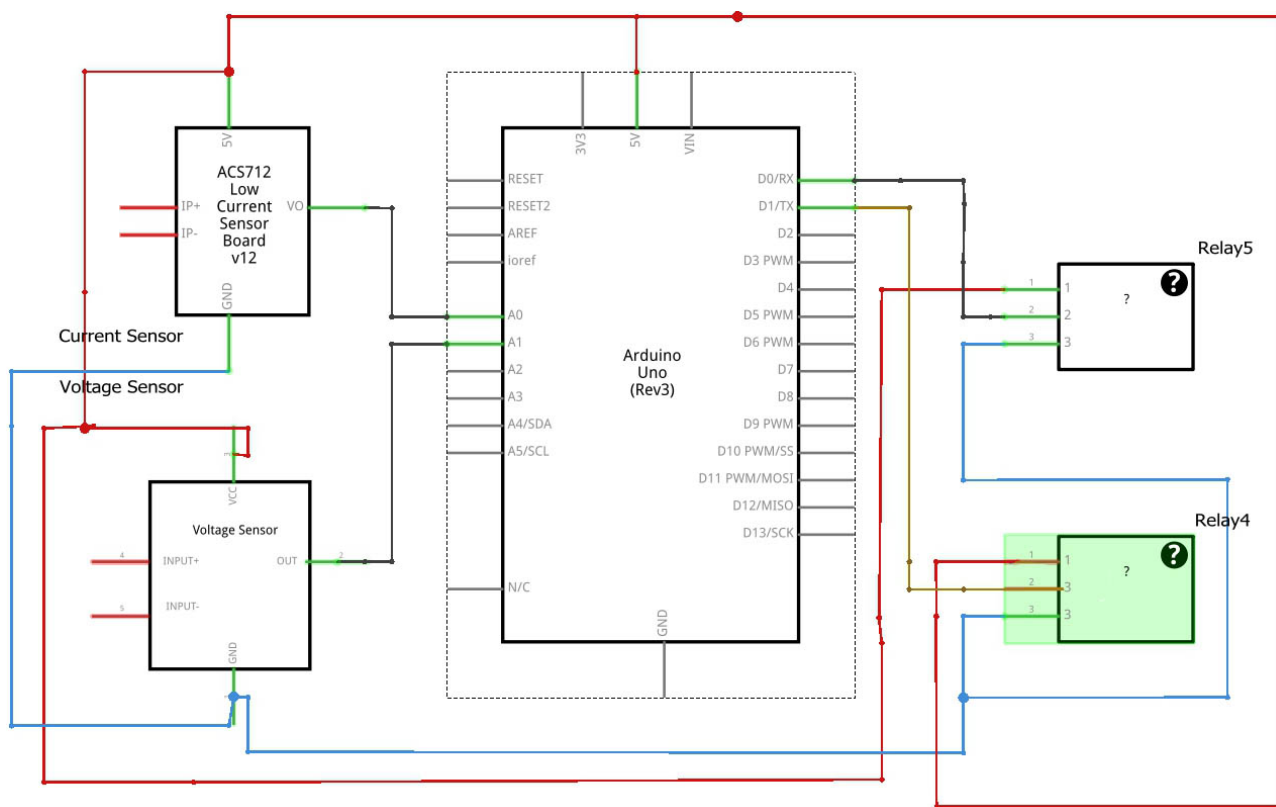 5V
ACS712
Low
Current
Sensor
Board
v12
IP+
IP-
VO
GND
Current Sensor
Voltage Sensor
3
VCC
Voltage Sensor
4
INPUT+
5
INPUT-
OUT
2
GND
3V3
5V
VIN
RESET
RESET2
AREF
ioref
A0
A1
A2
A3
A4/SDA
A5/SCL
N/C
Arduino
Uno
(Rev3)
D0/RX
D1/TX
D2
D3 PWM
D4
D5 PWM
D6 PWM
D7
D8
D9 PWM
D10 PWM/SS
D11 PWM/MOSI
D12/MISO
D13/SCK
GND
Relay5
1 1
2 2
3 3
?
?
Relay4
1 1
2 3
3 3
?
?